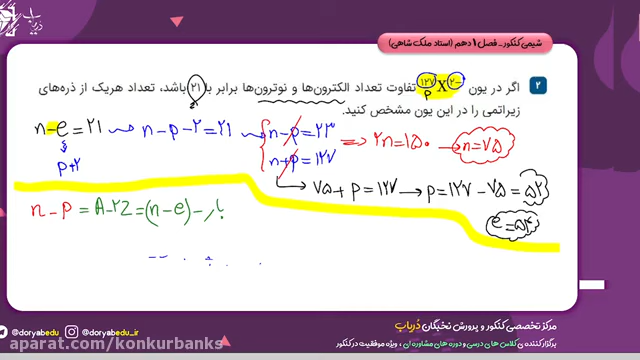 شیمی کنکور - فصل ۱ دهم (استاد ملک شاهی)
۲ اگر در یون ¹²⁷X²⁻ تفاوت تعداد الکترون‌ها و نوترون‌ها برابر با ۲۱ باشد، تعداد هریک از ذره‌های
زیراتمی را در این یون مشخص کنید.
n-e=۲۱ → n-p-۲=۲۱ → n-p=۲۳
p+۲
n+p=۱۲۷
⇒ ۲n=۱۵۰ → n=۷۵
۷۵+p=۱۲۷ → p=۱۲۷-۷۵=۵۲
e=۵۴
n-p=A-۲Z=(n-e)-بار
مرکز تخصصی کنکور و پرورش نخبگان دُریاب
برگزارکننده ی کلاس های درسی و دوره های مشاوره ای ، ویژه موفقیت در کنکور
@doryabedu @doryabedu_ir
aparat.com/konkurbanks